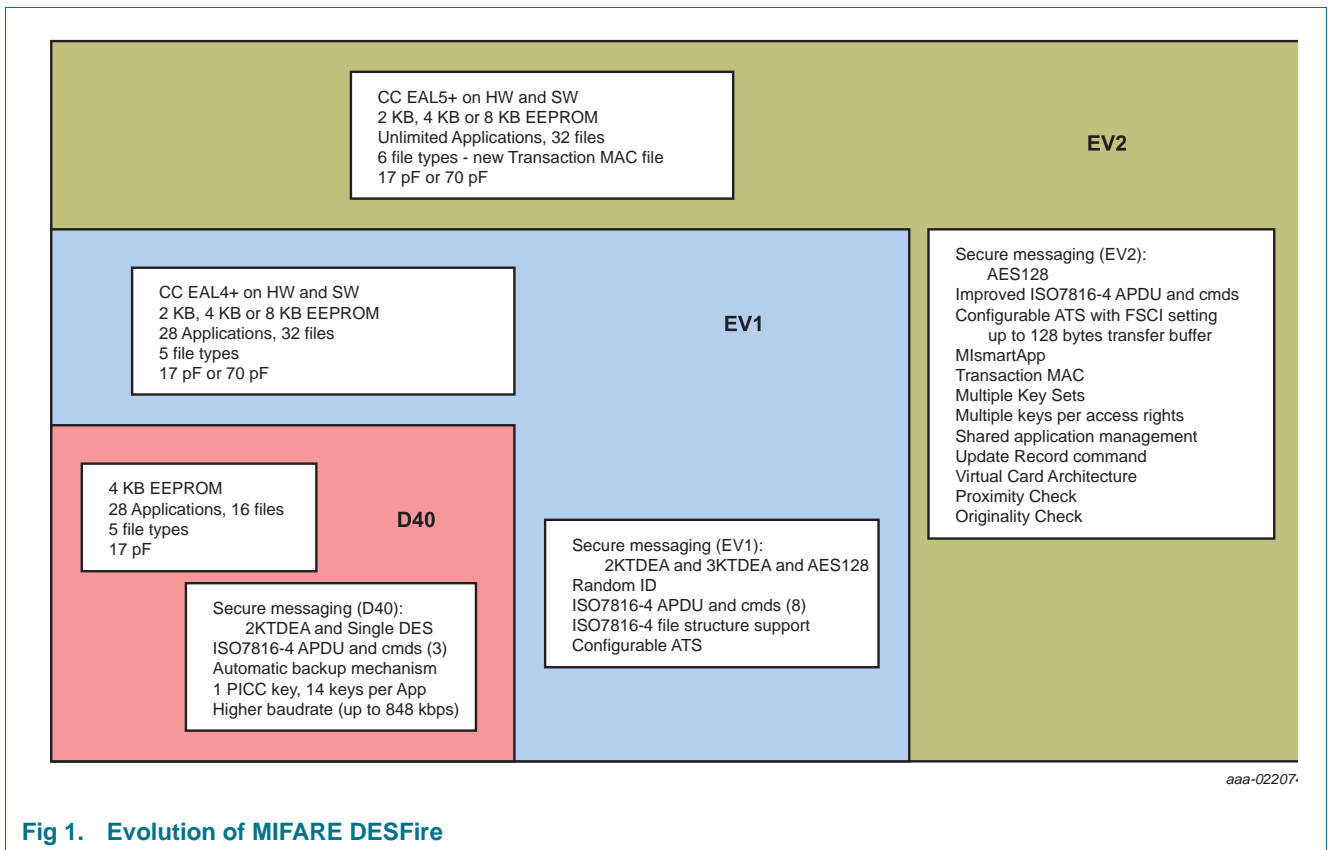 CC EAL5+ on HW and SW
2 KB, 4 KB or 8 KB EEPROM
Unlimited Applications, 32 files
6 file types - new Transaction MAC file
17 pF or 70 pF
EV2
Secure messaging (EV2):
AES128
Improved ISO7816-4 APDU and cmds
Configurable ATS with FSCI setting
up to 128 bytes transfer buffer
MIsmartApp
Transaction MAC
Multiple Key Sets
Multiple keys per access rights
Shared application management
Update Record command
Virtual Card Architecture
Proximity Check
Originality Check
CC EAL4+ on HW and SW
2 KB, 4 KB or 8 KB EEPROM
28 Applications, 32 files
5 file types
17 pF or 70 pF
EV1
Secure messaging (EV1):
2KTDEA and 3KTDEA and AES128
Random ID
ISO7816-4 APDU and cmds (8)
ISO7816-4 file structure support
Configurable ATS
4 KB EEPROM
28 Applications, 16 files
5 file types
17 pF
D40
Secure messaging (D40):
2KTDEA and Single DES
ISO7816-4 APDU and cmds (3)
Automatic backup mechanism
1 PICC key, 14 keys per App
Higher baudrate (up to 848 kbps)
Fig 1. Evolution of MIFARE DESFire